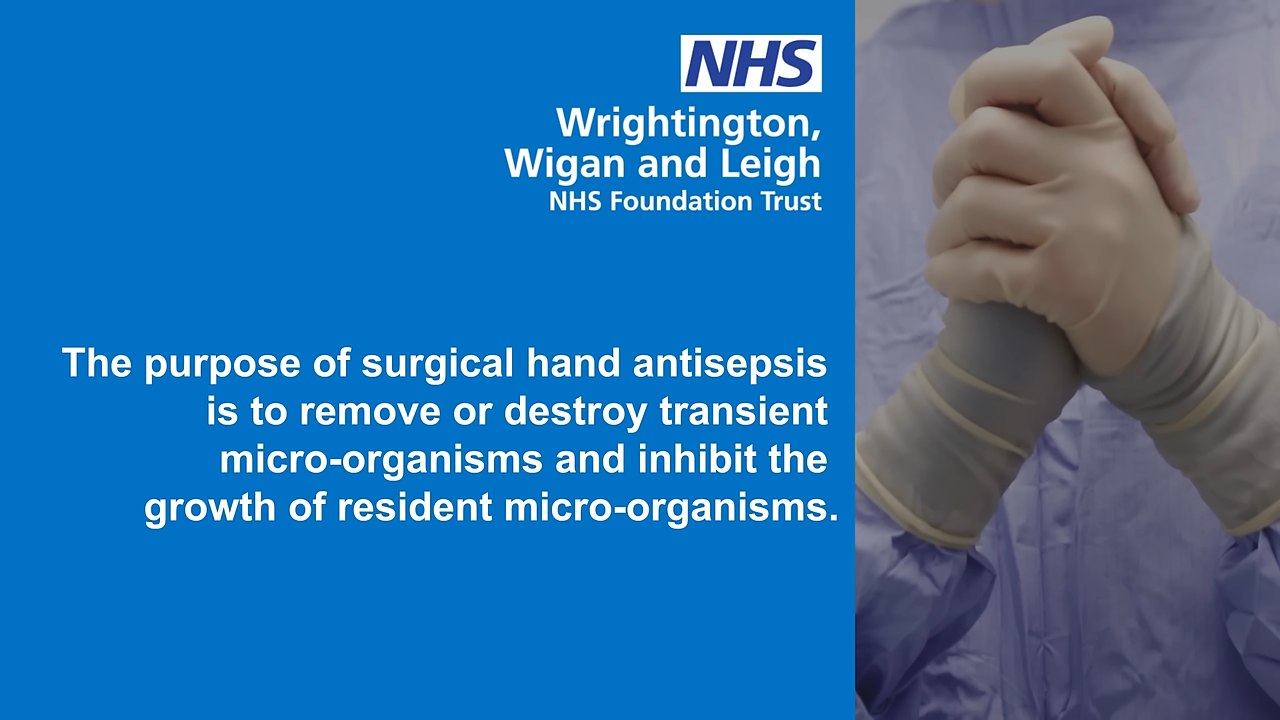 NHS
Wrightington,
Wigan and Leigh
NHS Foundation Trust
The purpose of surgical hand antisepsis
is to remove or destroy transient
micro-organisms and inhibit the
growth of resident micro-organisms.